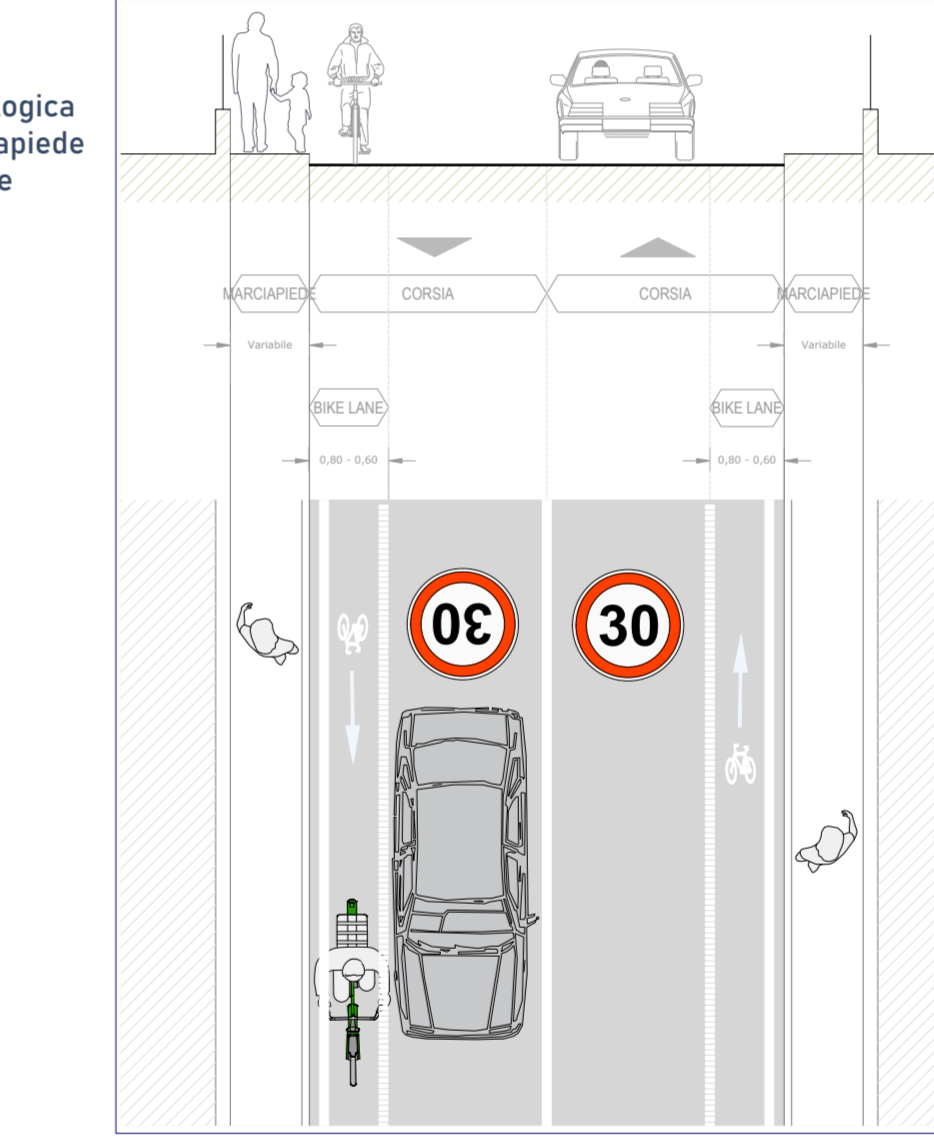 ogica
apiede
e
MARCIAPIEDE CORSIA CORSIA MARCIAPIEDE
Variabile Variabile
BIKE LANE BIKE LANE
0,80 - 0,60 0,80 - 0,60
30 30